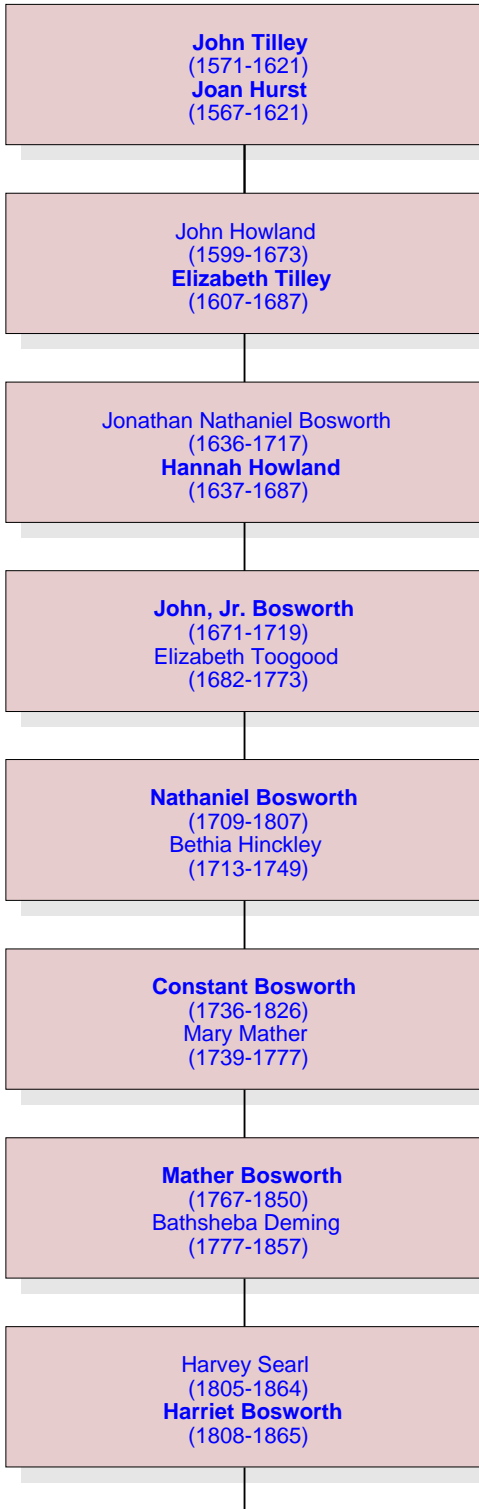 John Tilley
(1571-1621)
Joan Hurst
(1567-1621)
John Howland
(1599-1673)
Elizabeth Tilley
(1607-1687)
Jonathan Nathaniel Bosworth
(1636-1717)
Hannah Howland
(1637-1687)
John, Jr. Bosworth
(1671-1719)
Elizabeth Toogood
(1682-1773)
Nathaniel Bosworth
(1709-1807)
Bethia Hinckley
(1713-1749)
Constant Bosworth
(1736-1826)
Mary Mather
(1739-1777)
Mather Bosworth
(1767-1850)
Bathsheba Deming
(1777-1857)
Harvey Searl
(1805-1864)
Harriet Bosworth
(1808-1865)